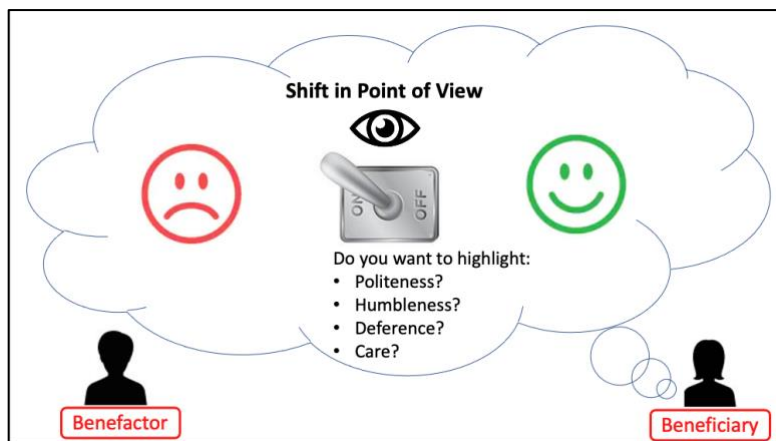 Shift in Point of View
ON
OFF
Do you want to highlight:
• Politeness?
• Humbleness?
• Deference?
• Care?
Benefactor
Beneficiary